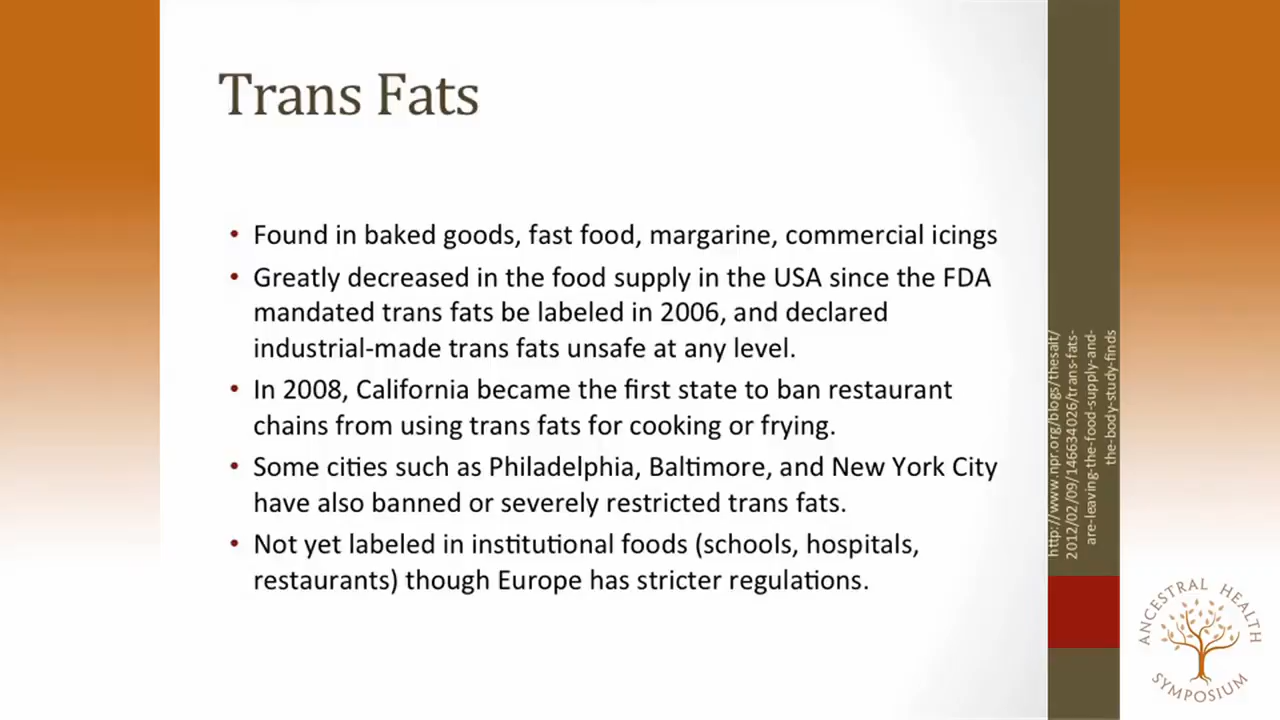 Trans Fats
• Found in baked goods, fast food, margarine, commercial icings
• Greatly decreased in the food supply in the USA since the FDA
mandated trans fats be labeled in 2006, and declared
industrial-made trans fats unsafe at any level.
• In 2008, California became the first state to ban restaurant
chains from using trans fats for cooking or frying.
• Some cities such as Philadelphia, Baltimore, and New York City
have also banned or severely restricted trans fats.
• Not yet labeled in institutional foods (schools, hospitals,
restaurants) though Europe has stricter regulations.
http://www.npr.org/blogs/thesalt/
2012/02/09/146634026/trans-fats-
are-leaving-the-food-supply-and-
the-body-study-finds
ANCESTRAL HEALTH
SYMPOSIUM